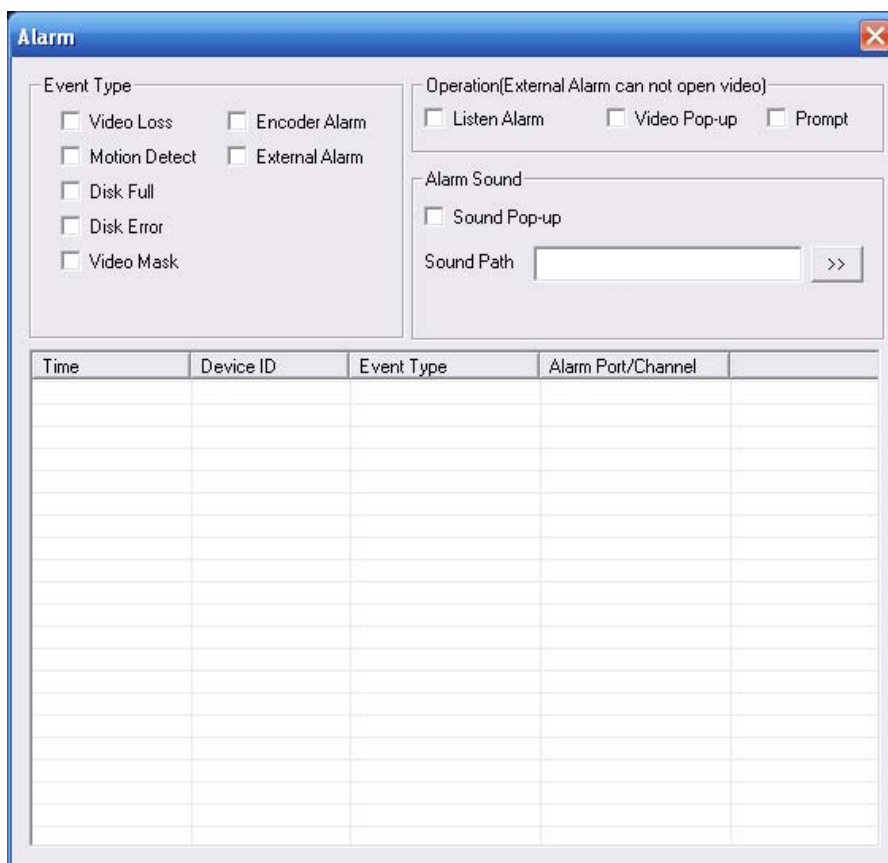 Alarm
Event Type
Video Loss
Encoder Alarm
Motion Detect
External Alarm
Disk Full
Disk Error
Video Mask
Operation(External Alarm can not open video)
Listen Alarm
Video Pop-up
Prompt
Alarm Sound
Sound Pop-up
Sound Path
>>
Time
Device ID
Event Type
Alarm Port/Channel